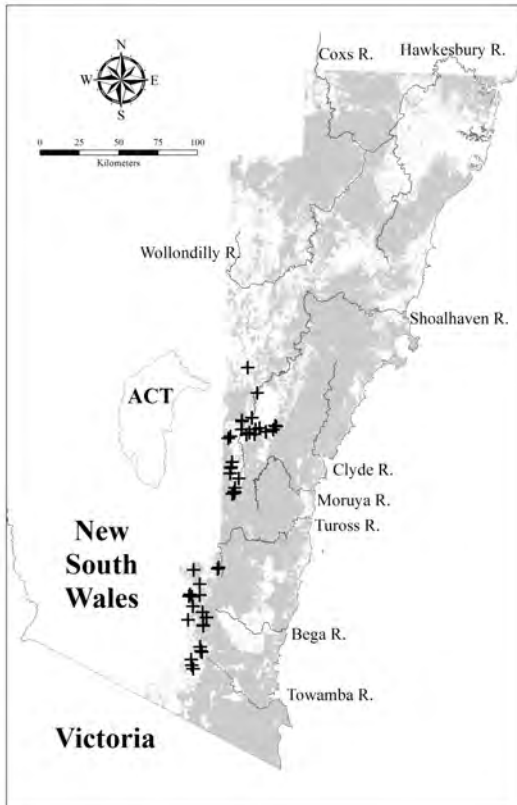 Coxs R.
Hawkesbury R.
N
W
E
S
0 25 50 75 100
Kilometers
Wollondilly R.
Shoalhaven R.
ACT
Clyde R.
Moruya R.
Tuross R.
New
South
Wales
Bega R.
Towamba R.
Victoria